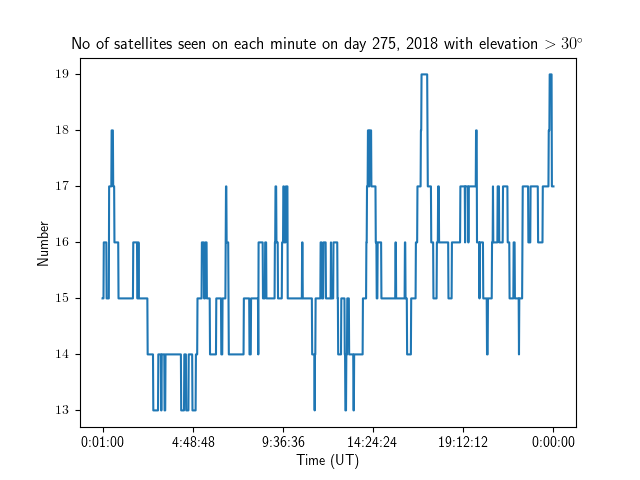 No of satellites seen on each minute on day 275, 2018 with elevation > 30°
19
18
17
16
15
14
13
Number
0:01:00 4:48:48 9:36:36 14:24:24 19:12:12 0:00:00
Time (UT)